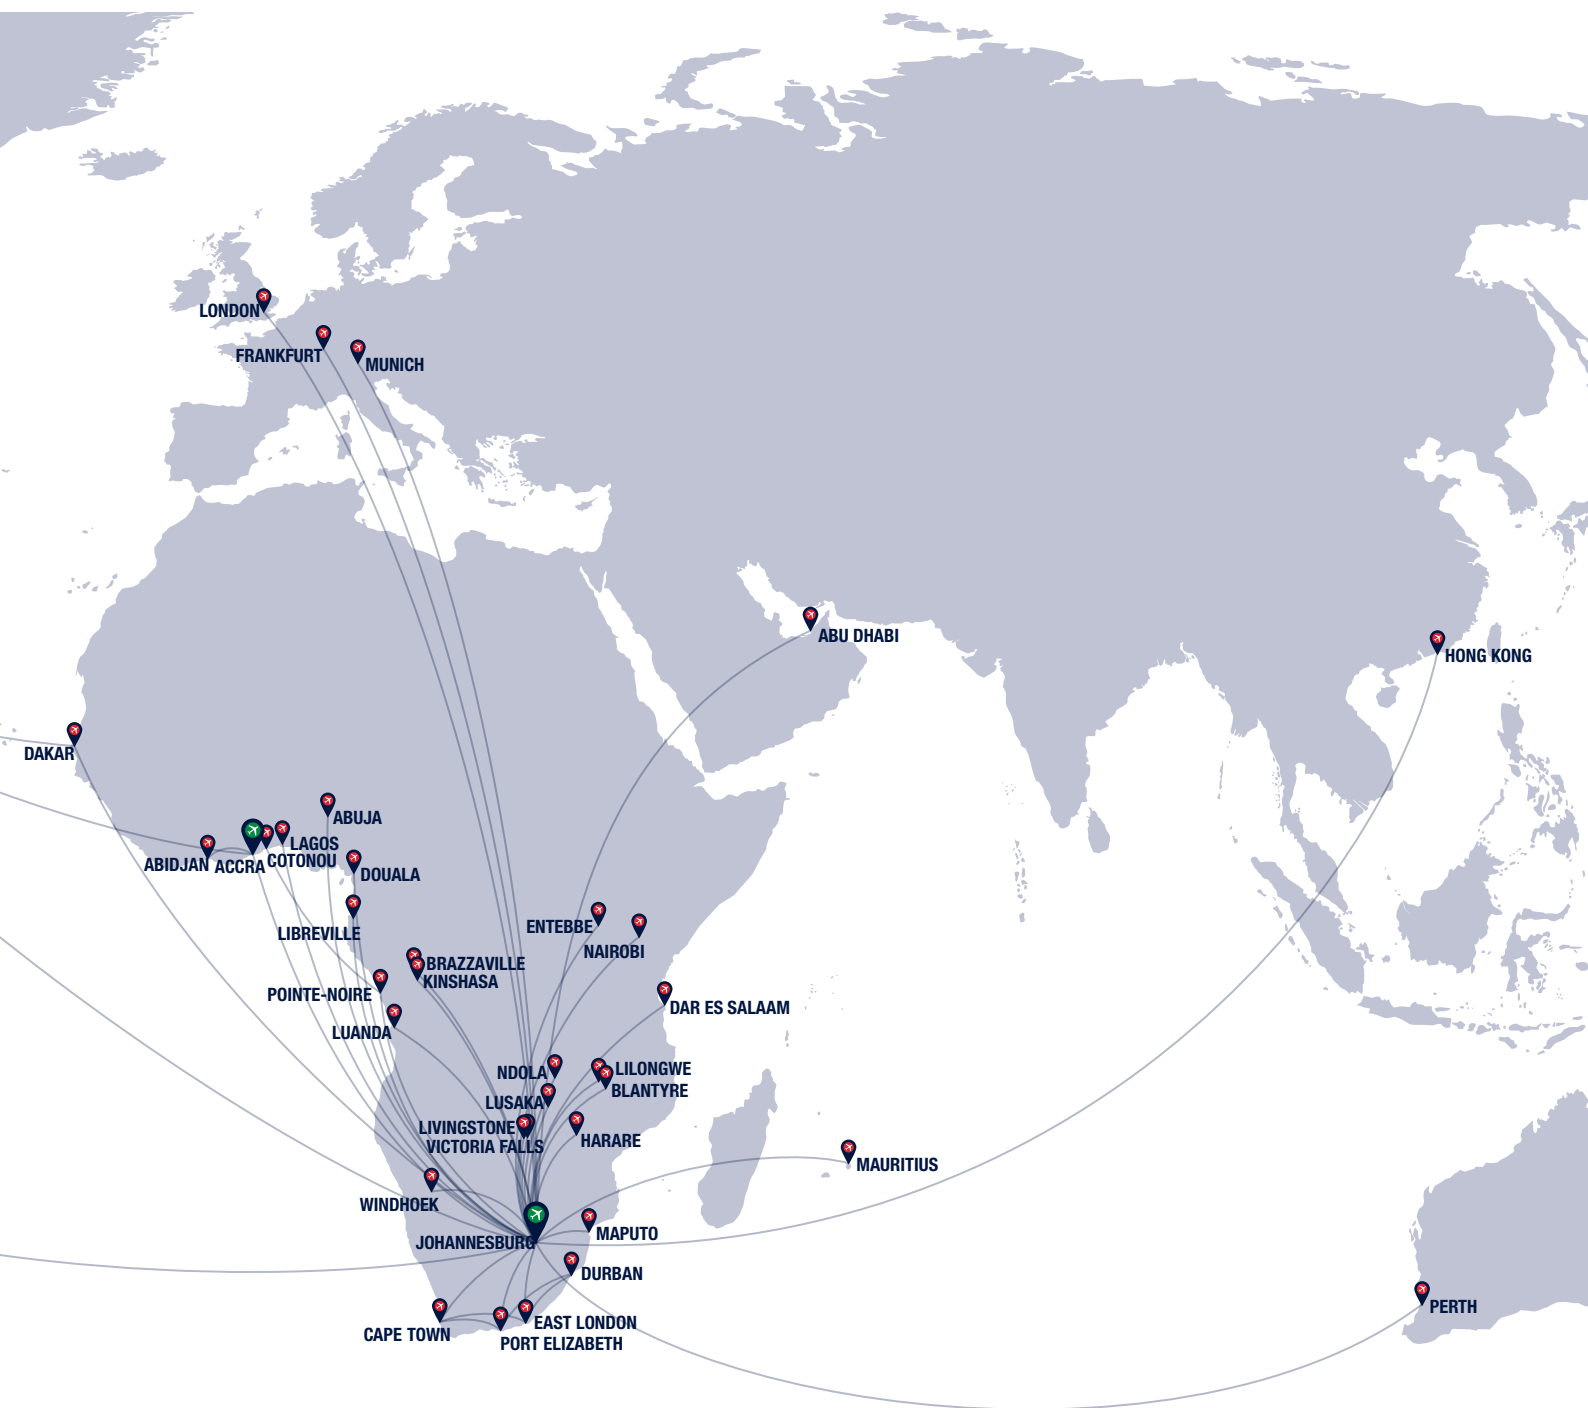 LONDON
FRANKFURT
MUNICH
ABU DHABI
HONG KONG
DAKAR
ABUJA
LAGOS
COTONOU
ABIDJAN
ACCRA
DOUALA
LIBREVILLE
ENTEBBE
NAIROBI
BRAZZAVILLE
KINSHASA
POINTE-NOIRE
DAR ES SALAAM
LUANDA
NDOLA
LILONGWE
BLANTYRE
LUSAKA
LIVINGSTONE
VICTORIA FALLS
HARARE
MAURITIUS
WINDHOEK
MAPUTO
JOHANNESBURG
DURBAN
PERTH
EAST LONDON
CAPE TOWN
PORT ELIZABETH